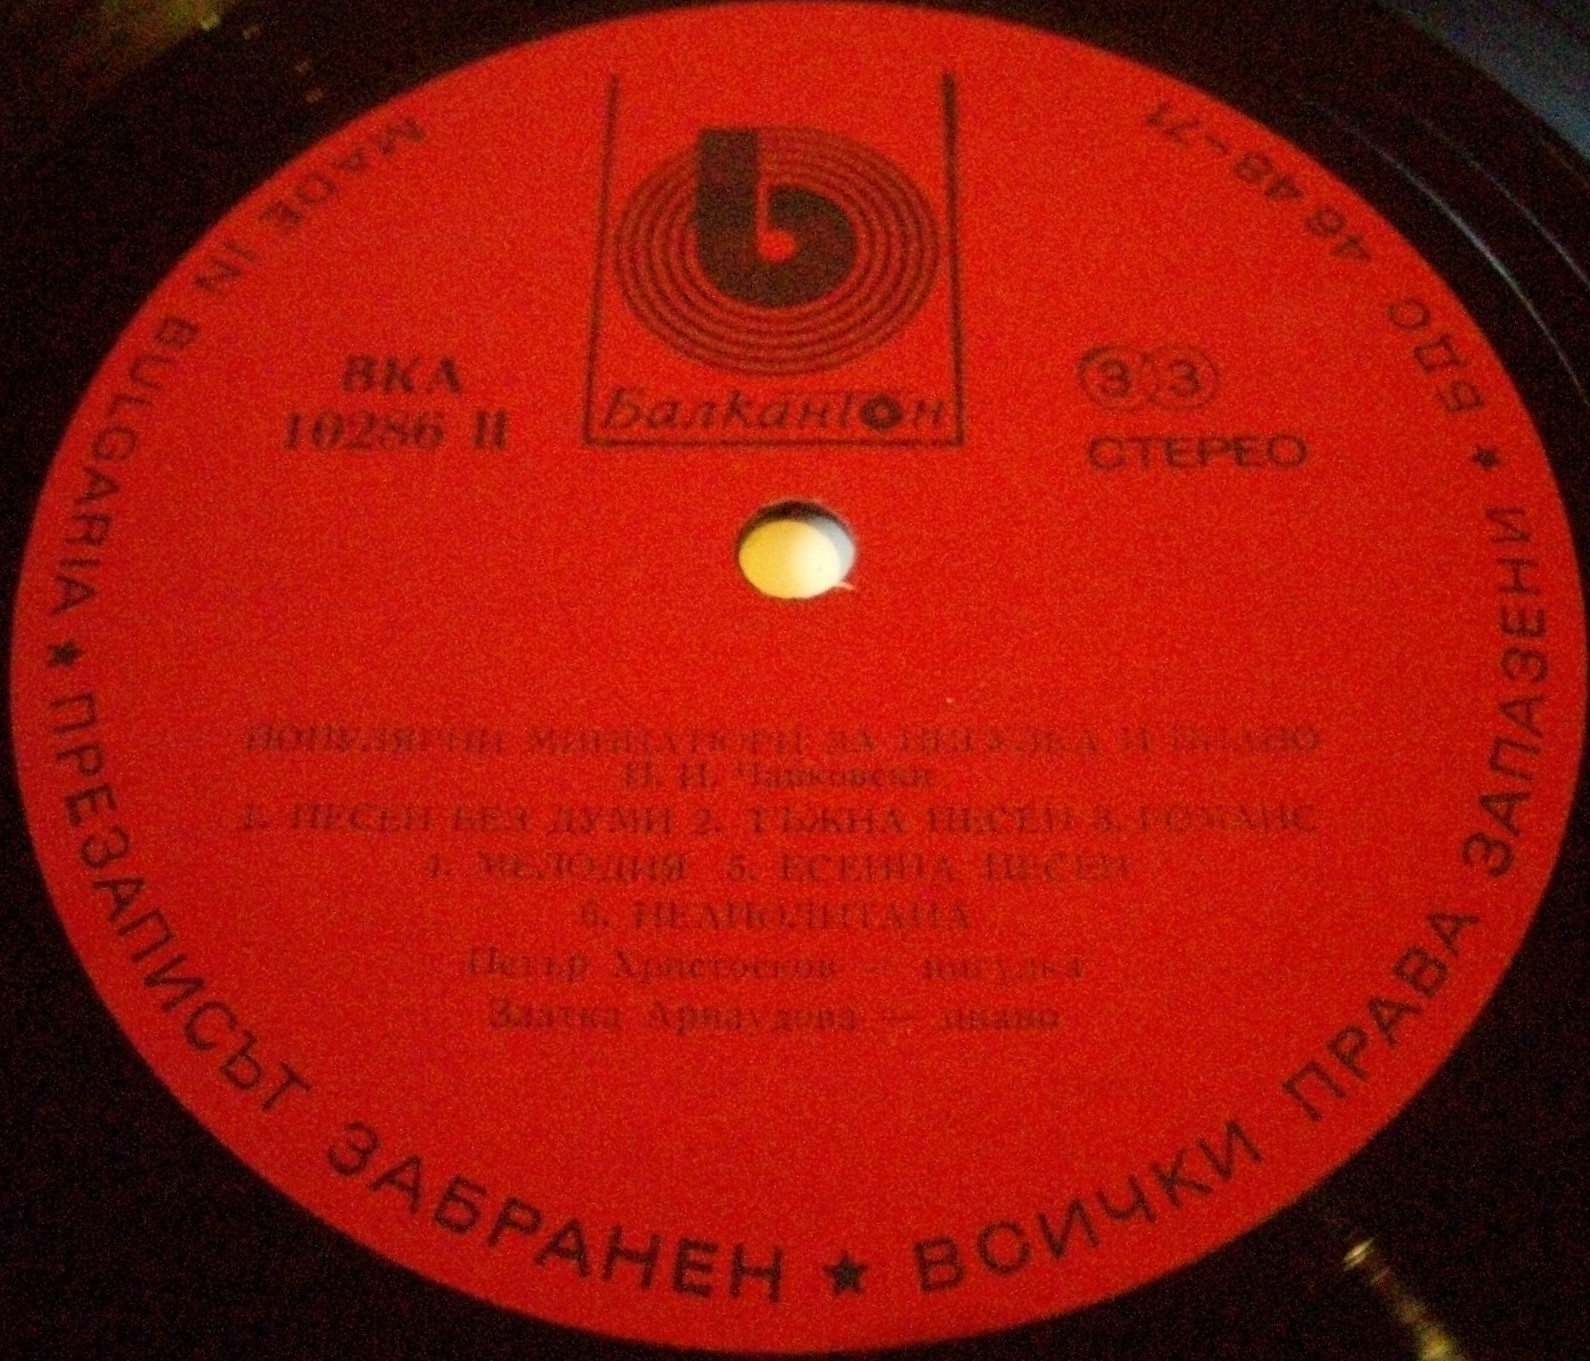 Балкантон
ВКА
10286 II
33
СТЕРЕО
ПОПУЛЯРНИ МИНИАТЮРИ ЗА ЦИГУЛКА И ПИАНО
П. И. Чайковски
1. ПЕСЕН БЕЗ ДУМИ 2. ТЪЖНА ПЕСЕН 3. РОМАНС
4. МЕЛОДИЯ 5. ЕСЕННА ПЕСЕН
6. НЕАПОЛИТАНА
Петър Христосков — цигулка
Златка Арнаудова — пиано
MADE IN BULGARIA ★ ПРЕЗАПИСЪТ ЗАБРАНЕН ★ ВСИЧКИ ПРАВА ЗАПАЗЕНИ ★ БДС 46 48-71